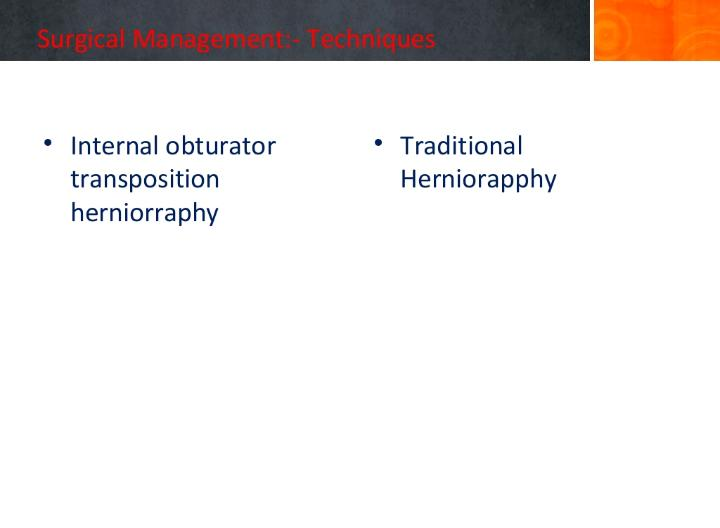 Surgical Management:- Techniques
• Internal obturator
transposition
herniorraphy
• Traditional
Herniorapphy